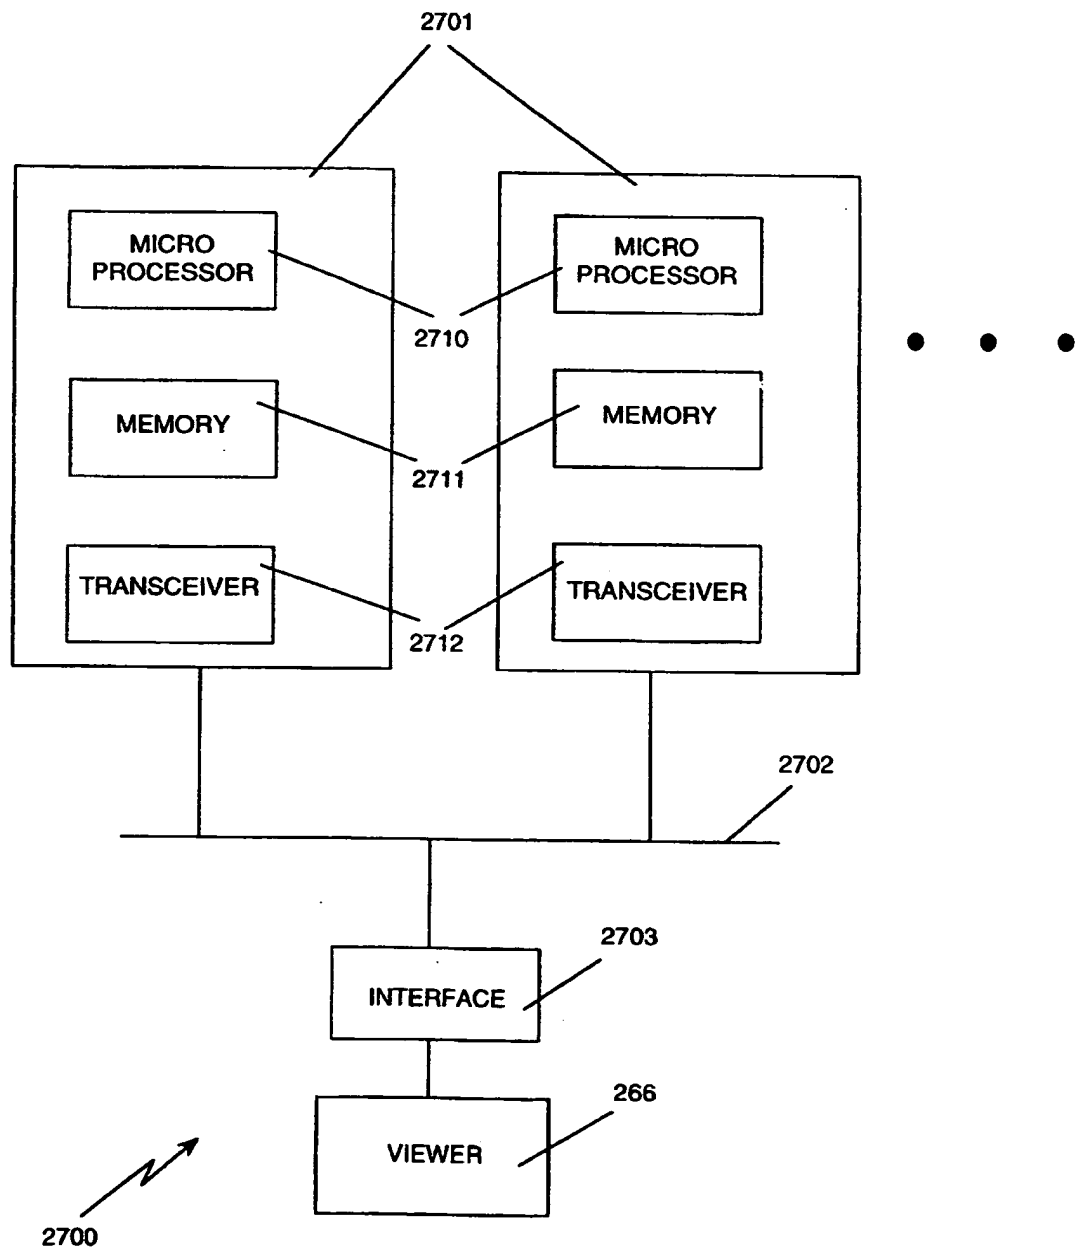 2701
MICRO
PROCESSOR
MICRO
PROCESSOR
2710
MEMORY
MEMORY
2711
TRANSCEIVER
TRANSCEIVER
2712
2702
2703
INTERFACE
266
VIEWER
2700